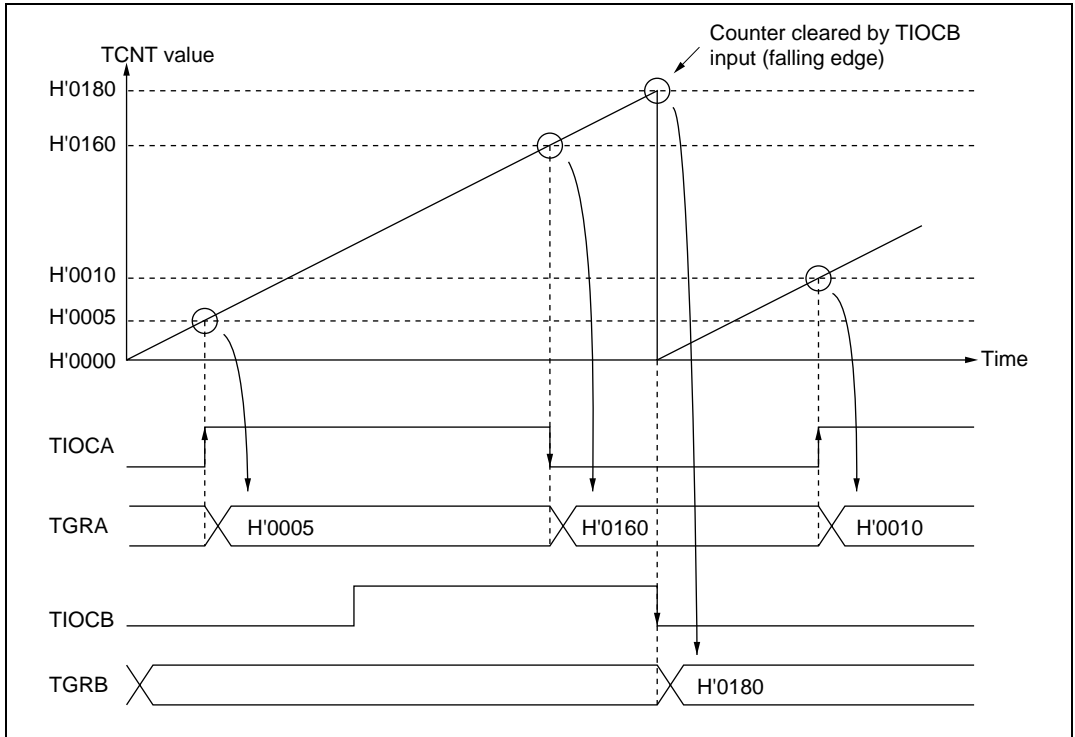 Counter cleared by TIOCB
input (falling edge)
TCNT value
H'0180
H'0160
H'0010
H'0005
H'0000
Time
TIOCA
TGRA
H'0005
H'0160
H'0010
TIOCB
TGRB
H'0180